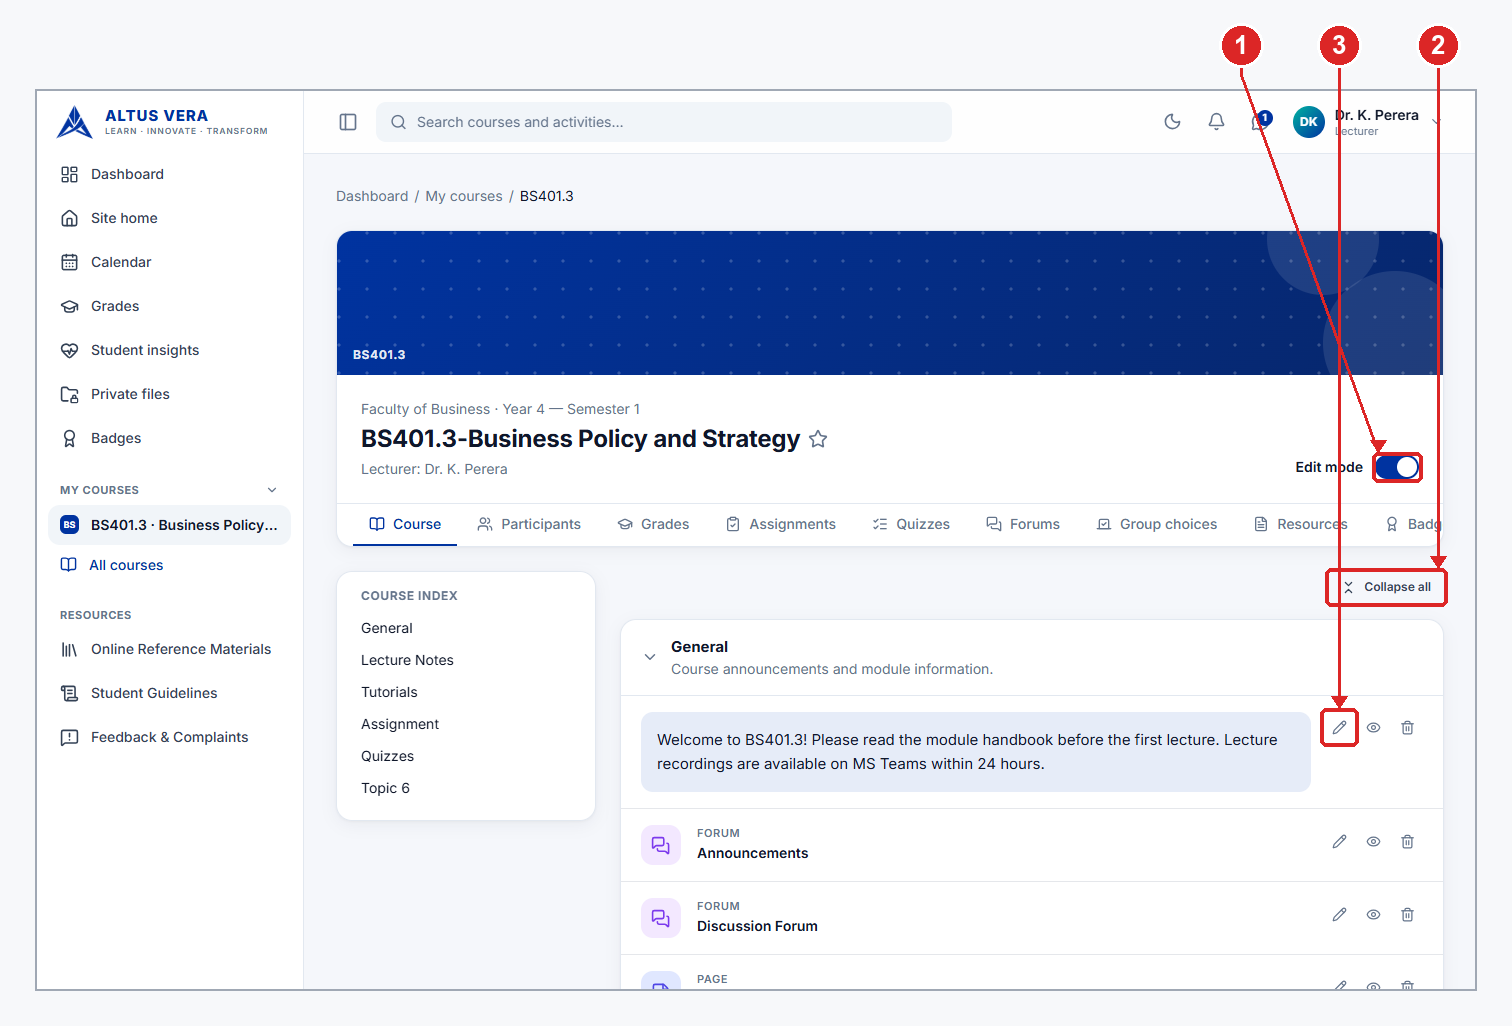 1
3
2
ALTUS VERA
LEARN · INNOVATE · TRANSFORM
Search courses and activities...
1
DK
Dr. K. Perera
Lecturer
Dashboard
Site home
Calendar
Grades
Student insights
Private files
Badges
MY COURSES
BS
BS401.3 · Business Policy...
All courses
RESOURCES
Online Reference Materials
Student Guidelines
Feedback & Complaints
Dashboard / My courses / BS401.3
BS401.3
Faculty of Business · Year 4 — Semester 1
BS401.3-Business Policy and Strategy
Lecturer: Dr. K. Perera
Edit mode
Course
Participants
Grades
Assignments
Quizzes
Forums
Group choices
Resources
Badg
COURSE INDEX
General
Lecture Notes
Tutorials
Assignment
Quizzes
Topic 6
Collapse all
General
Course announcements and module information.
Welcome to BS401.3! Please read the module handbook before the first lecture. Lecture
recordings are available on MS Teams within 24 hours.
FORUM
Announcements
FORUM
Discussion Forum
PAGE